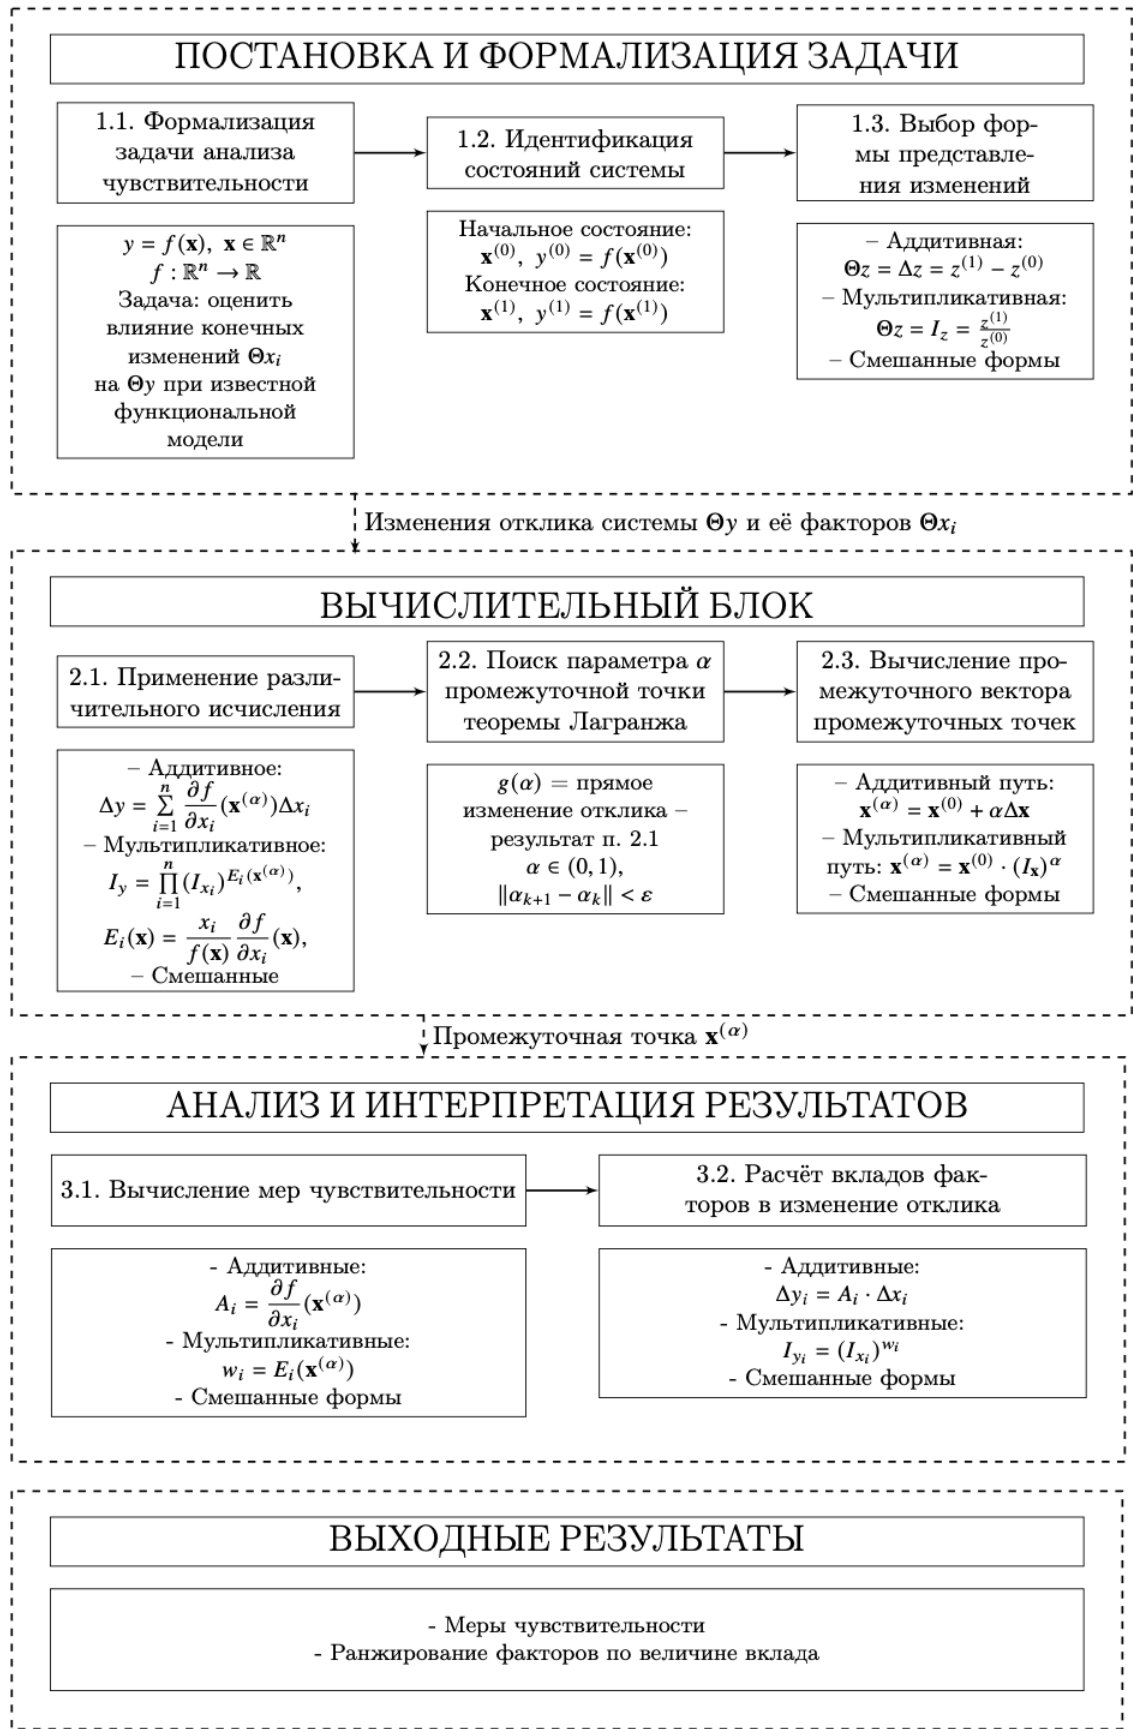 ПОСТАНОВКА И ФОРМАЛИЗАЦИЯ ЗАДАЧИ
1.1. Формализация
задачи анализа
чувствительности
1.2. Идентификация
состояний системы
1.3. Выбор фор-
мы представле-
ния изменений
y = f(𝐱), 𝐱 ∈ ℝⁿ
f : ℝⁿ → ℝ
Задача: оценить
влияние конечных
изменений Θxᵢ
на Θy при известной
функциональной
модели
Начальное состояние:
𝐱⁽⁰⁾, y⁽⁰⁾ = f(𝐱⁽⁰⁾)
Конечное состояние:
𝐱⁽¹⁾, y⁽¹⁾ = f(𝐱⁽¹⁾)
– Аддитивная:
Θz = Δz = z⁽¹⁾ − z⁽⁰⁾
– Мультипликативная:
Θz = I_z = z⁽¹⁾/z⁽⁰⁾
– Смешанные формы
Изменения отклика системы Θy и её факторов Θxᵢ
ВЫЧИСЛИТЕЛЬНЫЙ БЛОК
2.1. Применение разли-
чительного исчисления
2.2. Поиск параметра α
промежуточной точки
теоремы Лагранжа
2.3. Вычисление про-
межуточного вектора
промежуточных точек
– Аддитивное:
Δy = ∑_{i=1}^{n} ∂f/∂xᵢ (𝐱^{(α)})Δxᵢ
– Мультипликативное:
I_y = ∏_{i=1}^{n} (I_{xᵢ})^{Eᵢ(𝐱^{(α)})},
Eᵢ(𝐱) = xᵢ/f(𝐱) ∂f/∂xᵢ (𝐱),
– Смешанные
g(α) = прямое
изменение отклика –
результат п. 2.1
α ∈ (0, 1),
‖α_{k+1} − α_k‖ < ε
– Аддитивный путь:
𝐱^{(α)} = 𝐱⁽⁰⁾ + αΔ𝐱
– Мультипликативный
путь: 𝐱^{(α)} = 𝐱⁽⁰⁾ · (I_𝐱)^α
– Смешанные формы
Промежуточная точка 𝐱^{(α)}
АНАЛИЗ И ИНТЕРПРЕТАЦИЯ РЕЗУЛЬТАТОВ
3.1. Вычисление мер чувствительности
3.2. Расчёт вкладов фак-
торов в изменение отклика
- Аддитивные:
Aᵢ = ∂f/∂xᵢ (𝐱^{(α)})
- Мультипликативные:
wᵢ = Eᵢ(𝐱^{(α)})
- Смешанные формы
- Аддитивные:
Δyᵢ = Aᵢ · Δxᵢ
- Мультипликативные:
I_{yᵢ} = (I_{xᵢ})^{wᵢ}
- Смешанные формы
ВЫХОДНЫЕ РЕЗУЛЬТАТЫ
- Меры чувствительности
- Ранжирование факторов по величине вклада